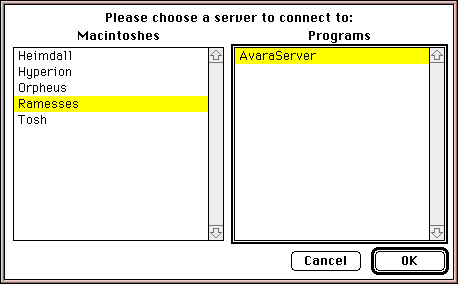 Please choose a server to connect to:
Macintoshes
Programs
Heimdall
Hyperion
Orpheus
Ramesses
Tosh
AvaraServer
Cancel
OK